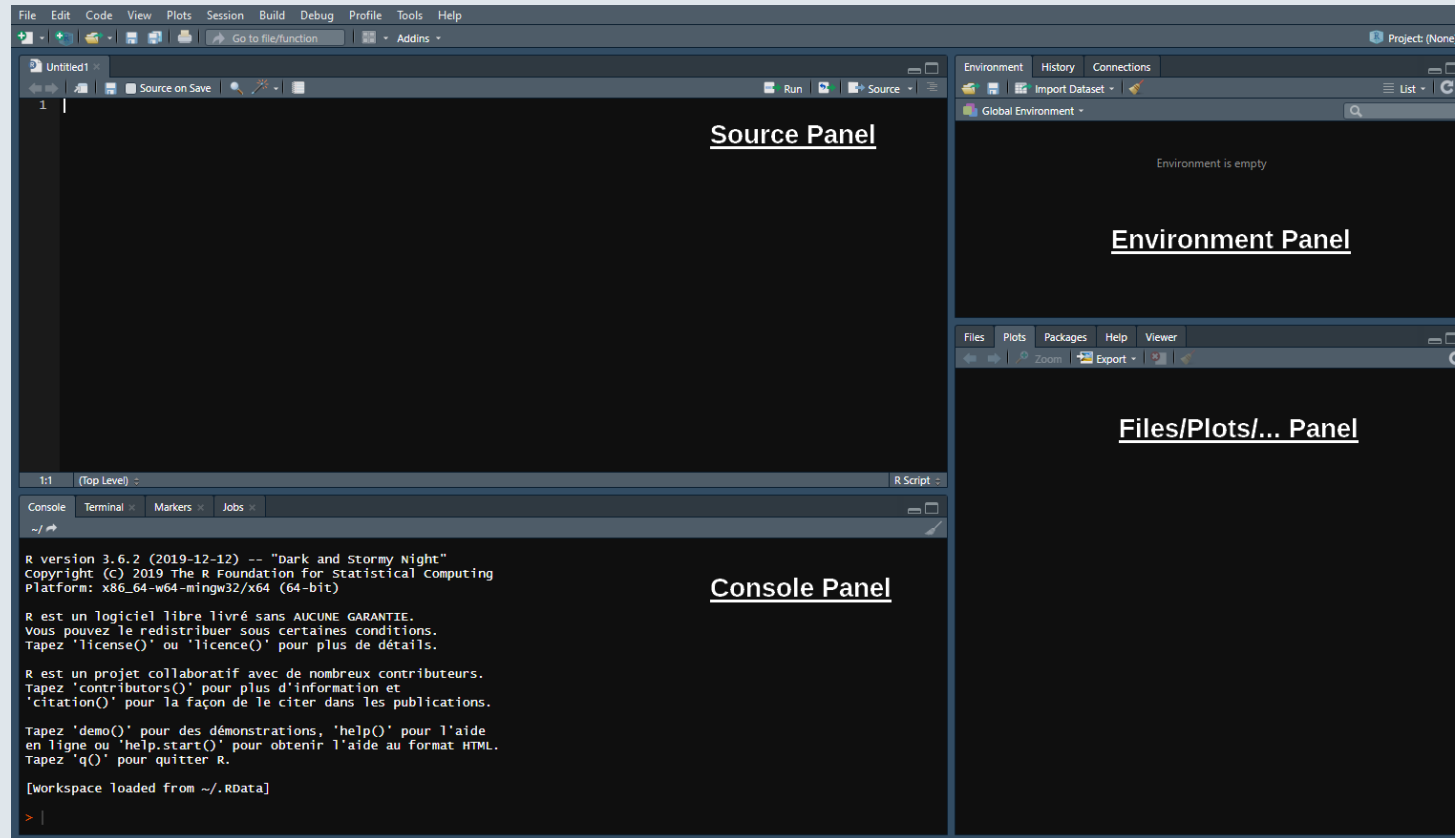 File Edit Code View Plots Session Build Debug Profile Tools Help
Go to file/function Addins Project: (None
Untitled1
Source on Save Run Source
1
Source Panel
1:1 (Top Level) R Script
Console Terminal Markers Jobs
~/
R version 3.6.2 (2019-12-12) -- "Dark and Stormy Night"
Copyright (C) 2019 The R Foundation for Statistical Computing
Platform: x86_64-w64-mingw32/x64 (64-bit)
R est un logiciel libre livré sans AUCUNE GARANTIE.
Vous pouvez le redistribuer sous certaines conditions.
Tapez 'license()' ou 'licence()' pour plus de détails.
R est un projet collaboratif avec de nombreux contributeurs.
Tapez 'contributors()' pour plus d'information et
'citation()' pour la façon de le citer dans les publications.
Tapez 'demo()' pour des démonstrations, 'help()' pour l'aide
en ligne ou 'help.start()' pour obtenir l'aide au format HTML.
Tapez 'q()' pour quitter R.
[Workspace loaded from ~/.RData]
>
Console Panel
Environment History Connections
Import Dataset List
Global Environment
Environment is empty
Environment Panel
Files Plots Packages Help Viewer
Zoom Export
Files/Plots/... Panel